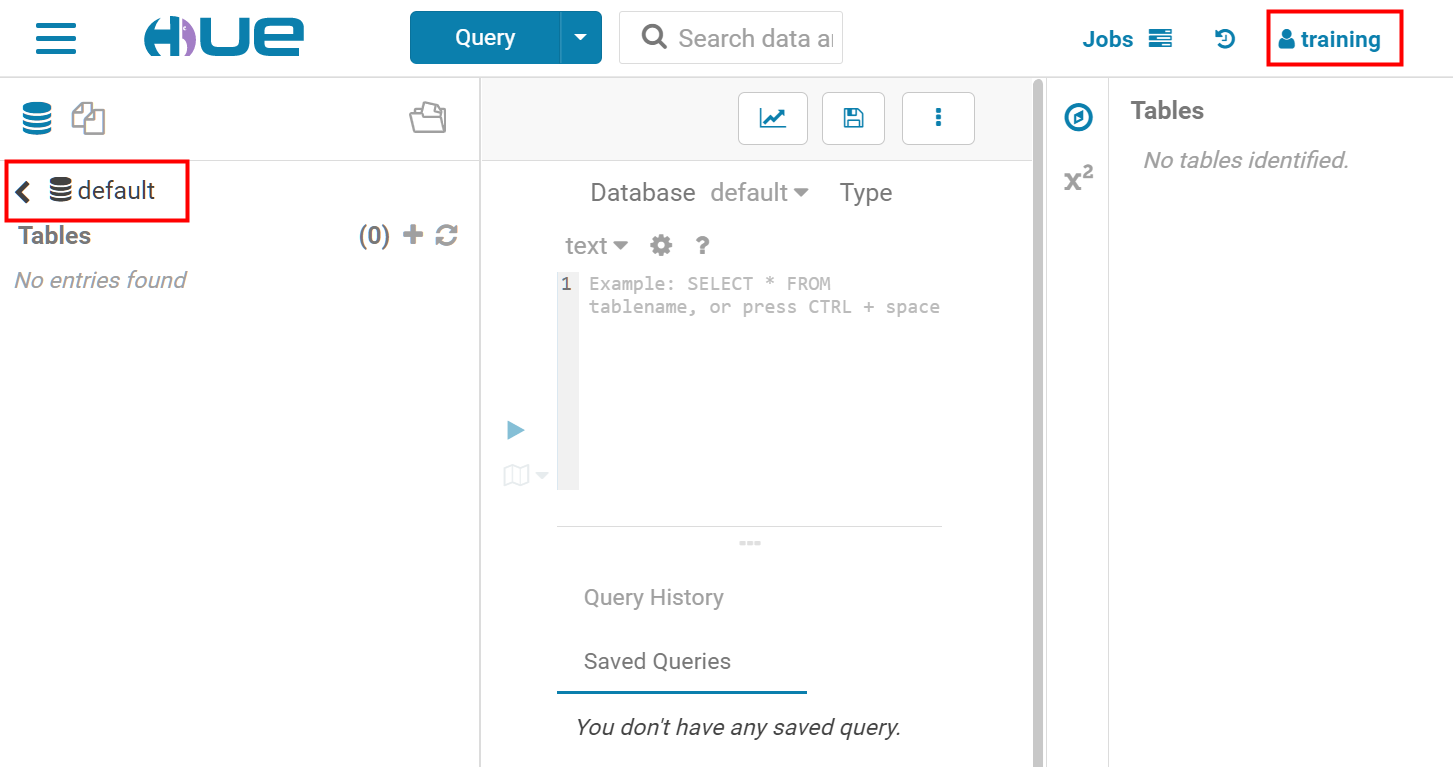 HUE
Query
Search data an
Jobs
training
default
Tables
(0)
No entries found
Database default Type
text
?
1 Example: SELECT * FROM
tablename, or press CTRL + space
Query History
Saved Queries
You don't have any saved query.
x²
Tables
No tables identified.